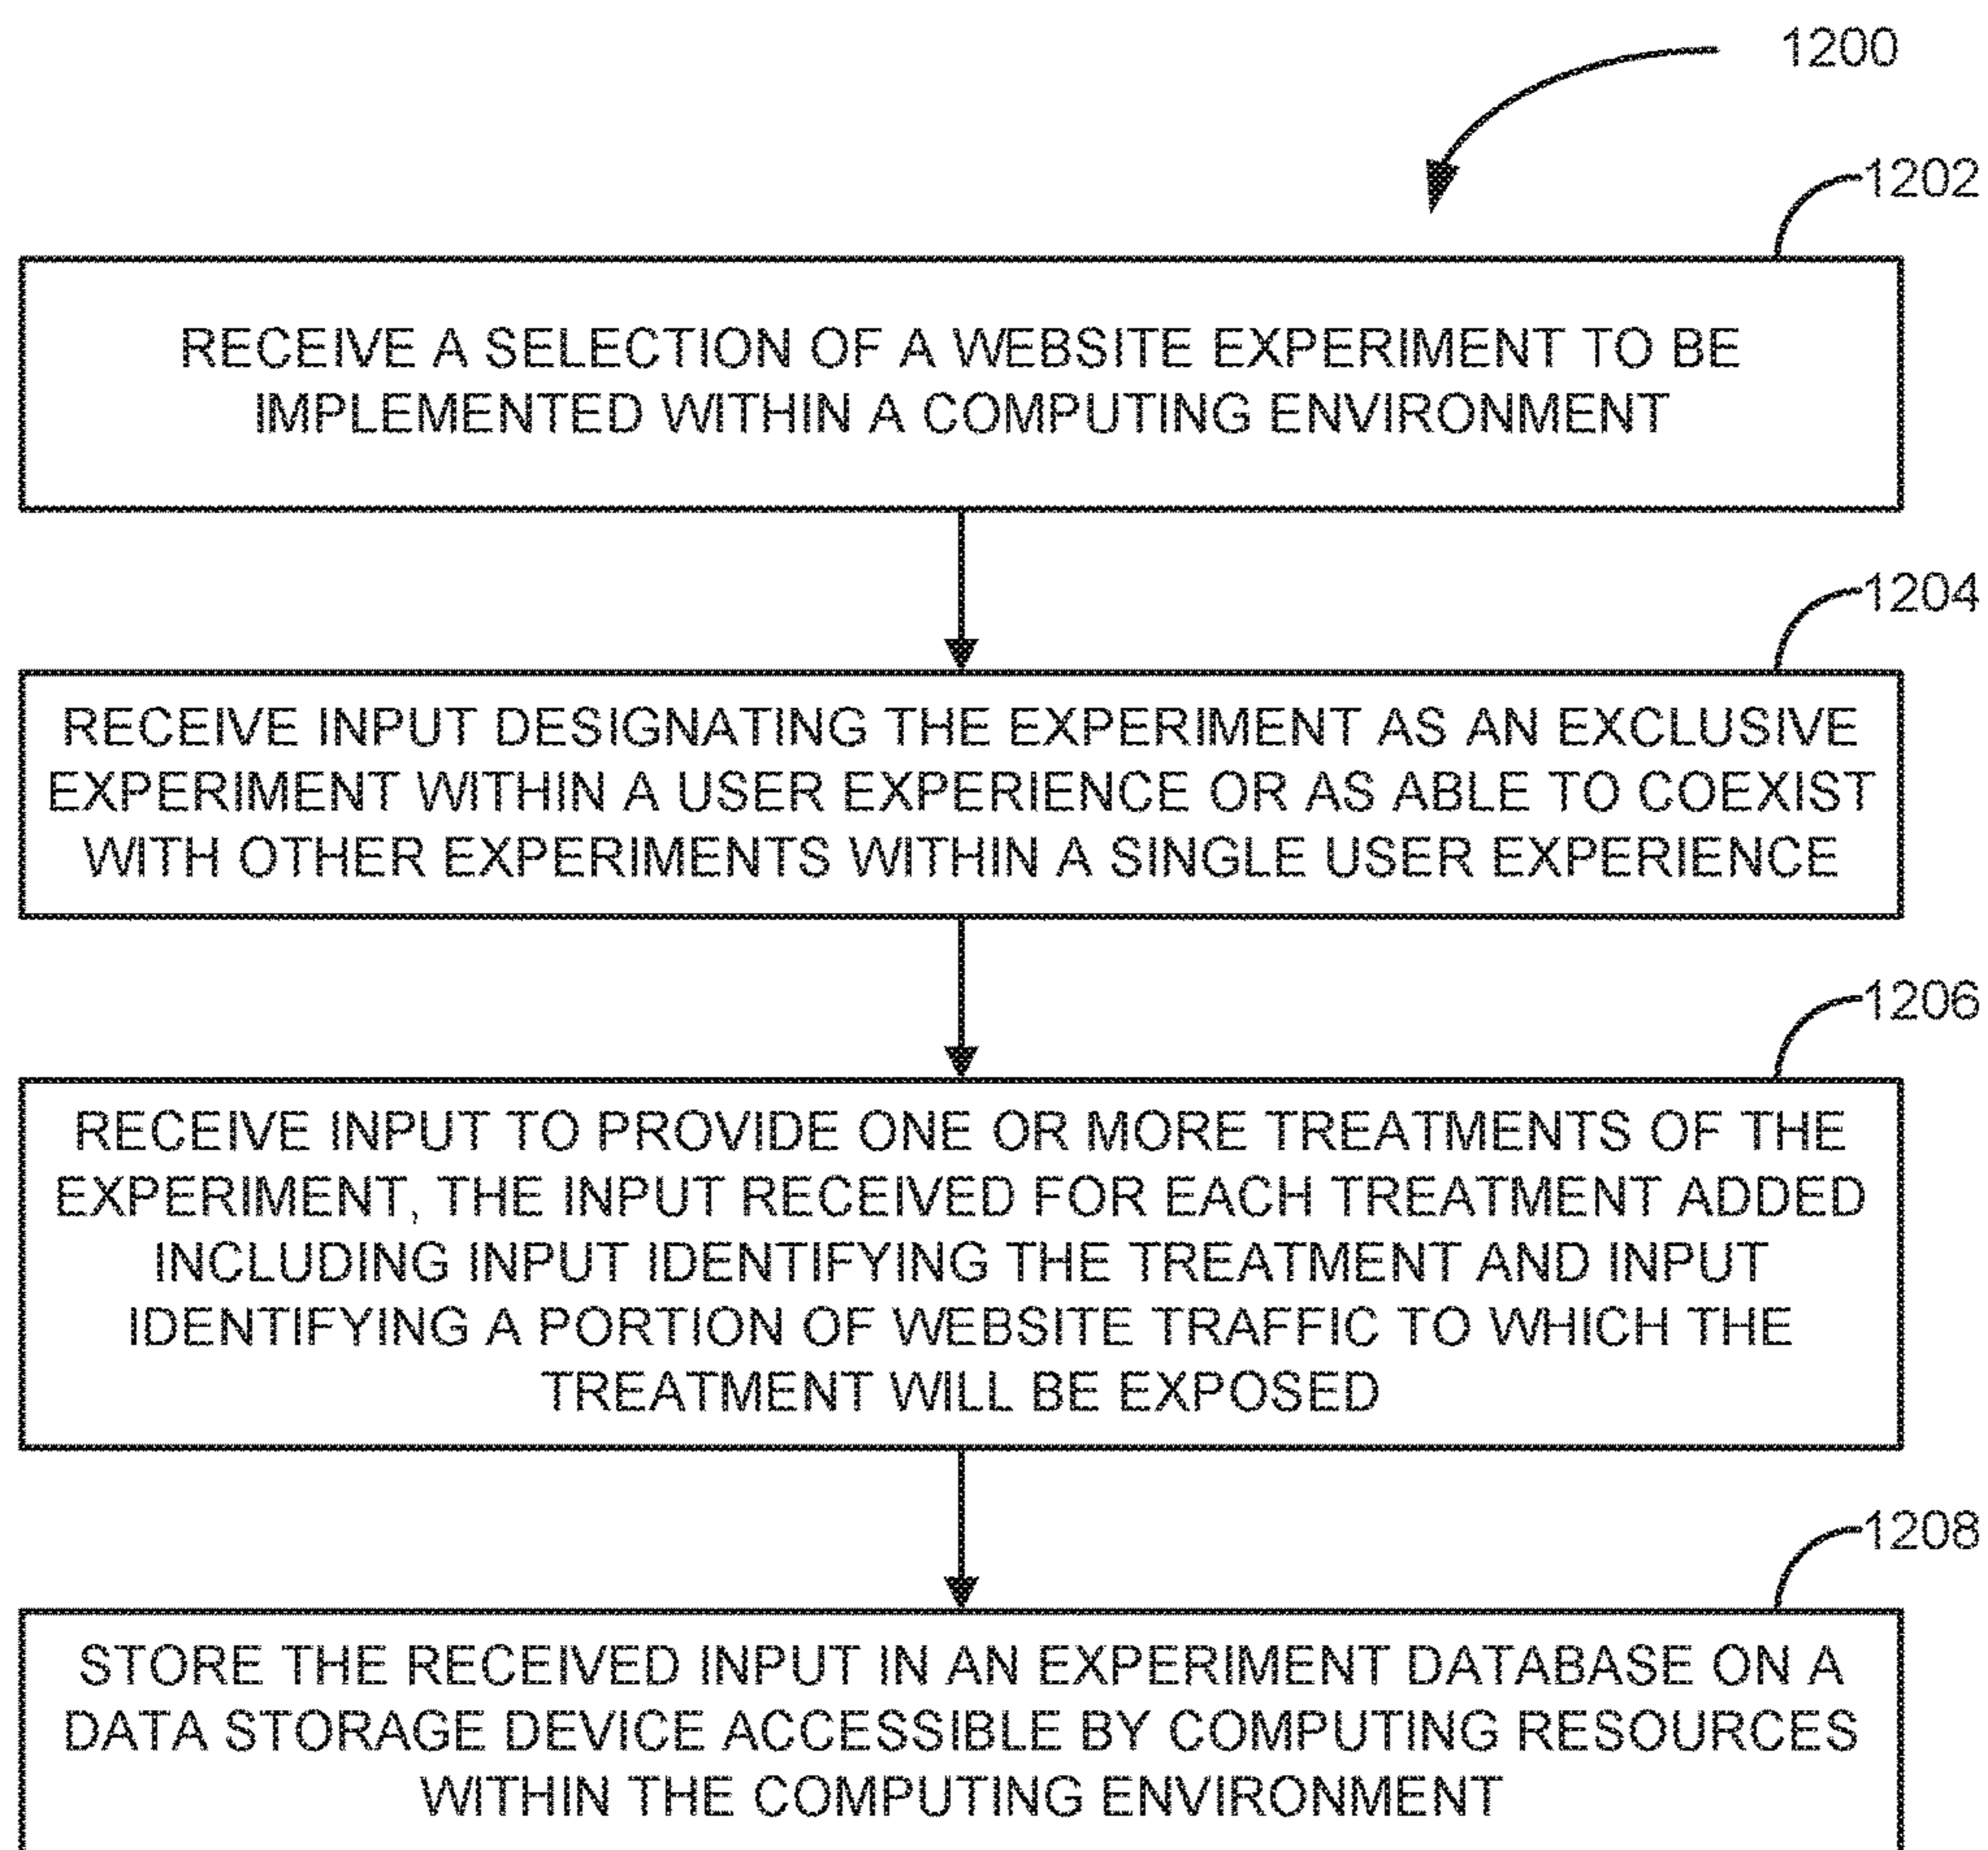 1200
1202
RECEIVE A SELECTION OF A WEBSITE EXPERIMENT TO BE
IMPLEMENTED WITHIN A COMPUTING ENVIRONMENT
1204
RECEIVE INPUT DESIGNATING THE EXPERIMENT AS AN EXCLUSIVE
EXPERIMENT WITHIN A USER EXPERIENCE OR AS ABLE TO COEXIST
WITH OTHER EXPERIMENTS WITHIN A SINGLE USER EXPERIENCE
1206
RECEIVE INPUT TO PROVIDE ONE OR MORE TREATMENTS OF THE
EXPERIMENT, THE INPUT RECEIVED FOR EACH TREATMENT ADDED
INCLUDING INPUT IDENTIFYING THE TREATMENT AND INPUT
IDENTIFYING A PORTION OF WEBSITE TRAFFIC TO WHICH THE
TREATMENT WILL BE EXPOSED
1208
STORE THE RECEIVED INPUT IN AN EXPERIMENT DATABASE ON A
DATA STORAGE DEVICE ACCESSIBLE BY COMPUTING RESOURCES
WITHIN THE COMPUTING ENVIRONMENT